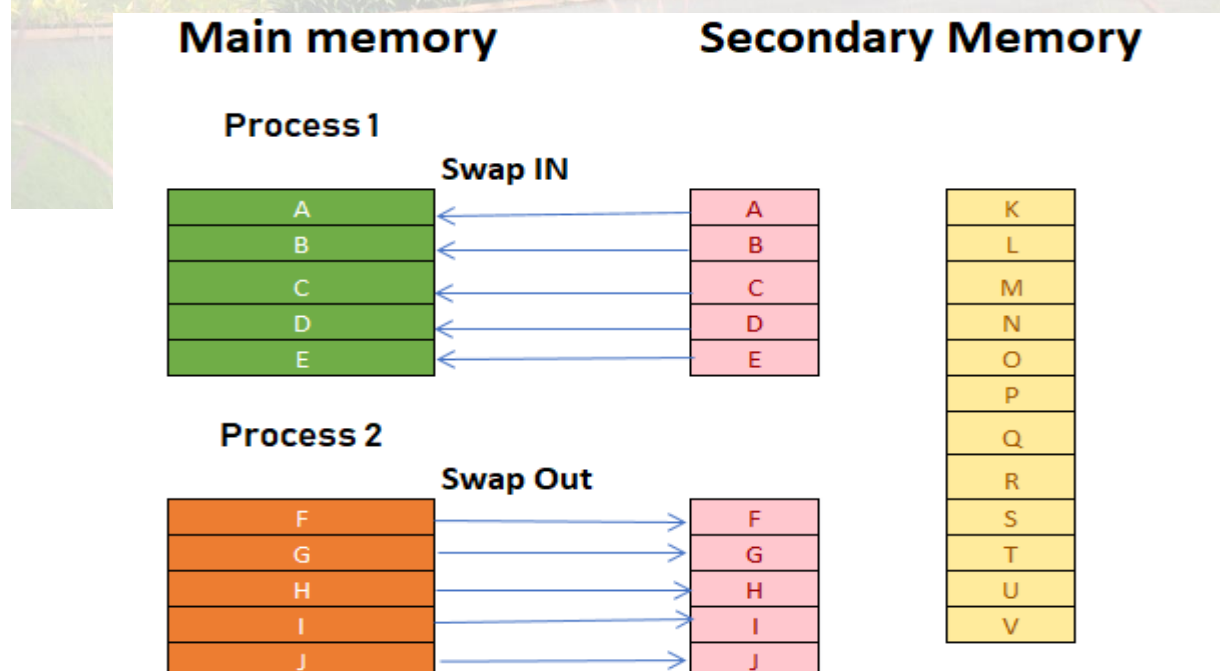 Main memory
Secondary Memory
Process 1
Swap IN
A A K
B B L
C C M
D D N
E E O
P
Process 2
Q
Swap Out
R
F F S
G G T
H H U
I I V
J J